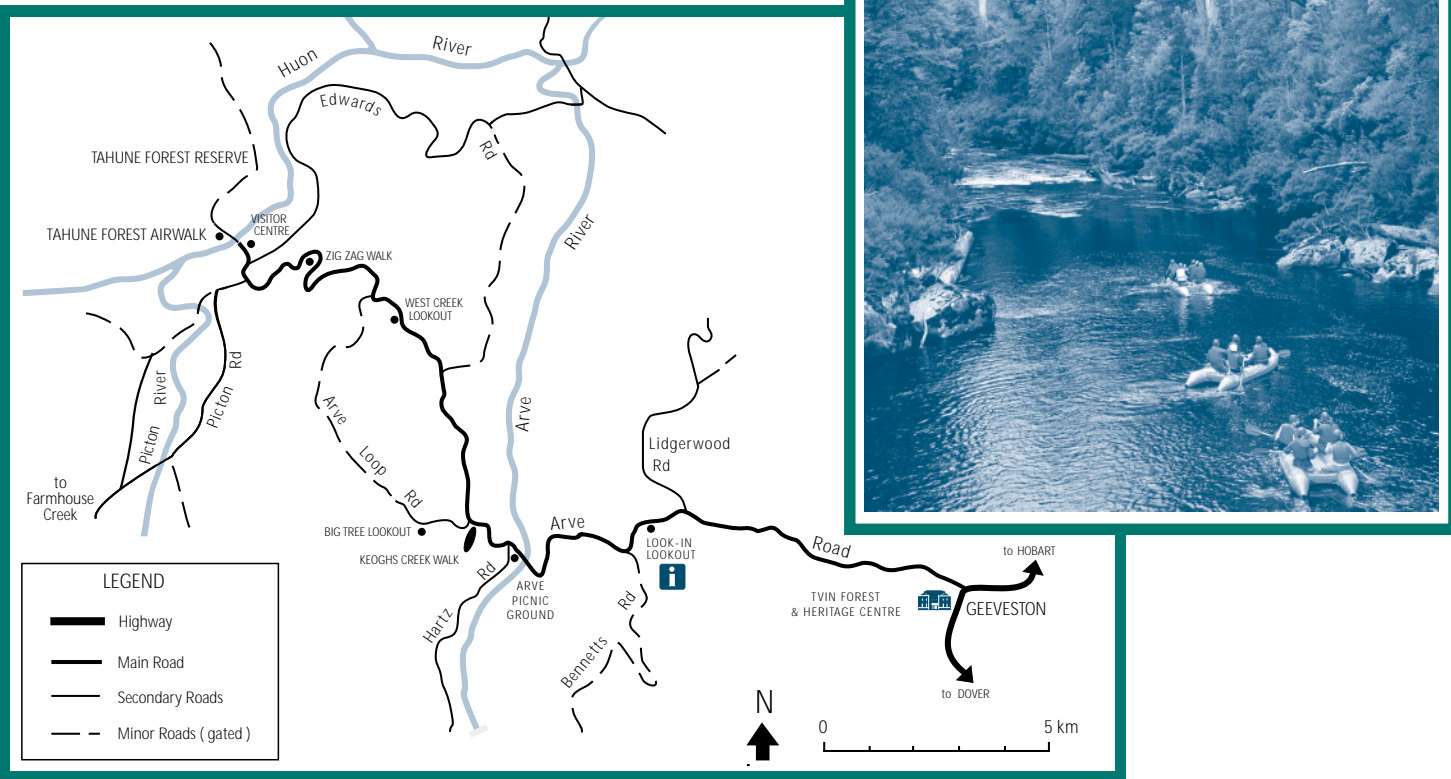 Huon
River
Edwards
Rd
TAHUNE FOREST RESERVE
VISITOR
CENTRE
TAHUNE FOREST AIRWALK
ZIG ZAG WALK
River
WEST CREEK
LOOKOUT
Picton
River
Picton
Rd
Arve
Loop
Rd
Arve
Lidgerwood
Rd
to
Farmhouse
Creek
BIG TREE LOOKOUT
KEOGHS CREEK WALK
Arve
Road
LOOK-IN
LOOKOUT
i
to HOBART
ARVE
PICNIC
GROUND
Hartz
Rd
Bennetts
Rd
TVIN FOREST
& HERITAGE CENTRE
GEEVESTON
to DOVER
LEGEND
Highway
Main Road
Secondary Roads
Minor Roads ( gated )
N
0
5 km